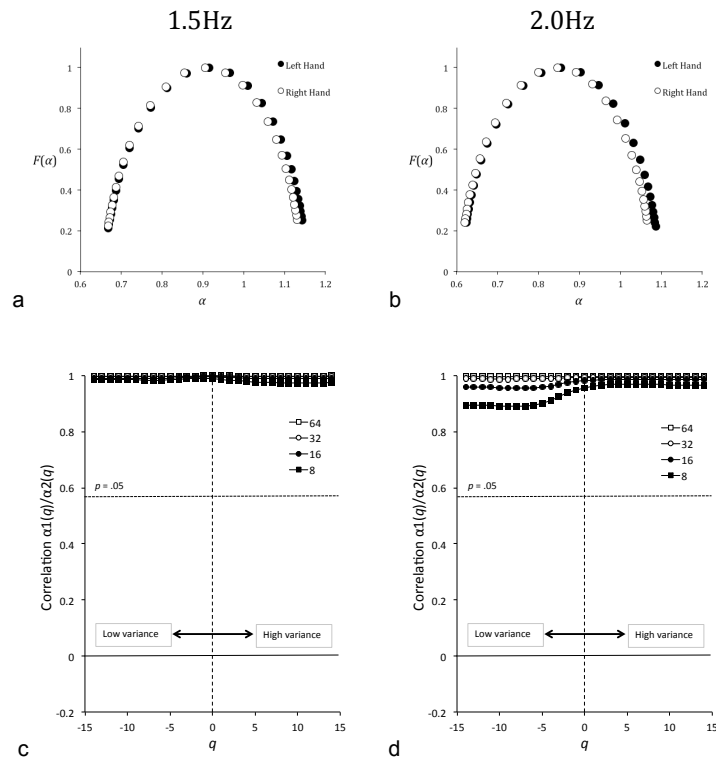 1.5Hz
2.0Hz
1
0.8
0.6
0.4
0.2
0
F(α)
0.6 0.7 0.8 0.9 1 1.1 1.2
α
Left Hand
Right Hand
a
1
0.8
0.6
0.4
0.2
0
F(α)
0.6 0.7 0.8 0.9 1 1.1 1.2
α
Left Hand
Right Hand
b
1
0.8
0.6
0.4
0.2
0
-0.2
Correlation α1(q)/α2(q)
64
32
16
8
p = .05
Low variance
High variance
-15 -10 -5 0 5 10 15
q
c
1
0.8
0.6
0.4
0.2
0
-0.2
Correlation α1(q)/α2(q)
64
32
16
8
p = .05
Low variance
High variance
-15 -10 -5 0 5 10 15
q
d